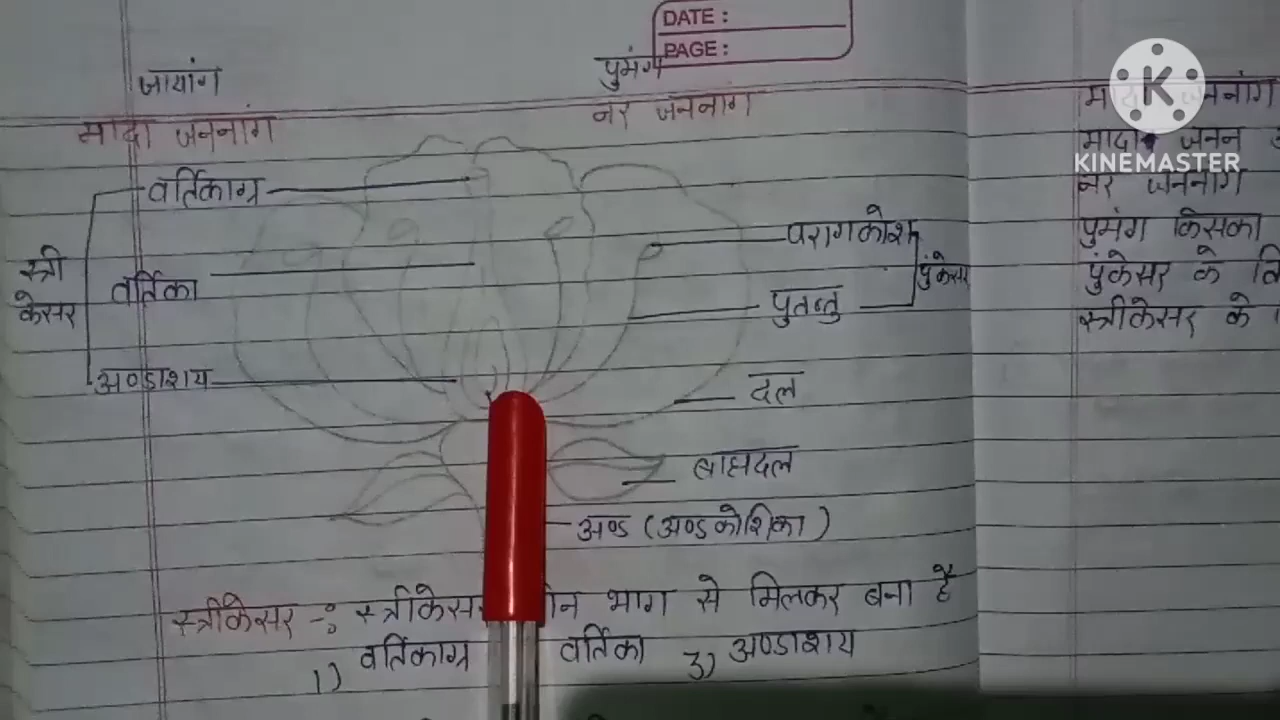 DATE :
PAGE :
जायांग
पुमंग
मादा जननांग
नर जननांग
वर्तिकाग्र
स्त्री
केसर
वर्तिका
अण्डाशय
परागकोश
पुंकेसर
पुतन्तु
दल
बाह्यदल
अण्ड (अण्डकोशिका)
स्त्रीकेसर -: स्त्रीकेसर भाग से मिलकर बना है
1) वर्तिकाग्र वर्तिका 3) अण्डाशय
जननांग
मादा जनन
नर जननांग
पुमंग किसका
पुंकेसर के
स्त्रीकेसर के
K
KINEMASTER